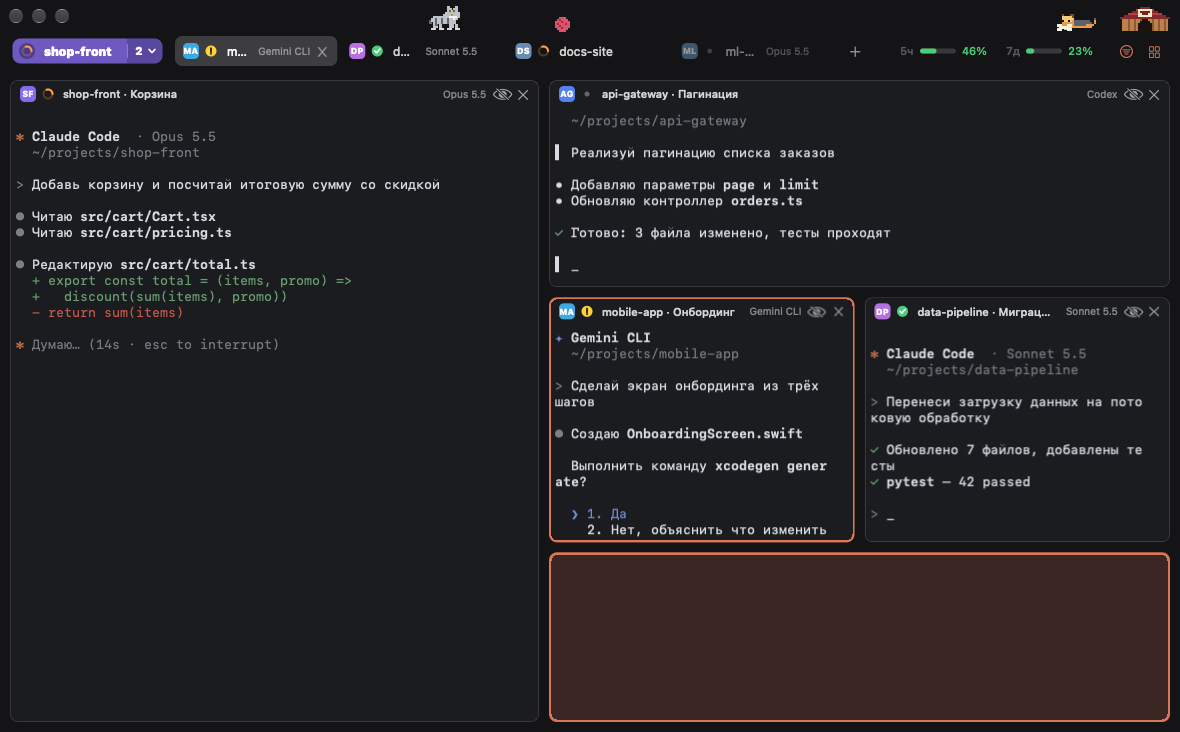 shop-front 2
MA m... Gemini CLI
DP d... Sonnet 5.5
DS docs-site
ML ml-... Opus 5.5
+
5ч 46% 7д 23%
SF shop-front · Корзина Opus 5.5
* Claude Code · Opus 5.5
~/projects/shop-front
> Добавь корзину и посчитай итоговую сумму со скидкой
● Читаю src/cart/Cart.tsx
● Читаю src/cart/pricing.ts
● Редактирую src/cart/total.ts
+ export const total = (items, promo) =>
+   discount(sum(items), promo))
- return sum(items)
* Думаю… (14s · esc to interrupt)
AG api-gateway · Пагинация Codex
~/projects/api-gateway
Реализуй пагинацию списка заказов
• Добавляю параметры page и limit
• Обновляю контроллер orders.ts
✓ Готово: 3 файла изменено, тесты проходят
_
MA mobile-app · Онбординг Gemini CLI
✦ Gemini CLI
~/projects/mobile-app
> Сделай экран онбординга из трёх
шагов
● Создаю OnboardingScreen.swift
Выполнить команду xcodegen gener
ate?
❯ 1. Да
2. Нет, объяснить что изменить
DP data-pipeline · Миграц... Sonnet 5.5
* Claude Code · Sonnet 5.5
~/projects/data-pipeline
> Перенеси загрузку данных на пото
ковую обработку
✓ Обновлено 7 файлов, добавлены те
сты
✓ pytest — 42 passed
> _